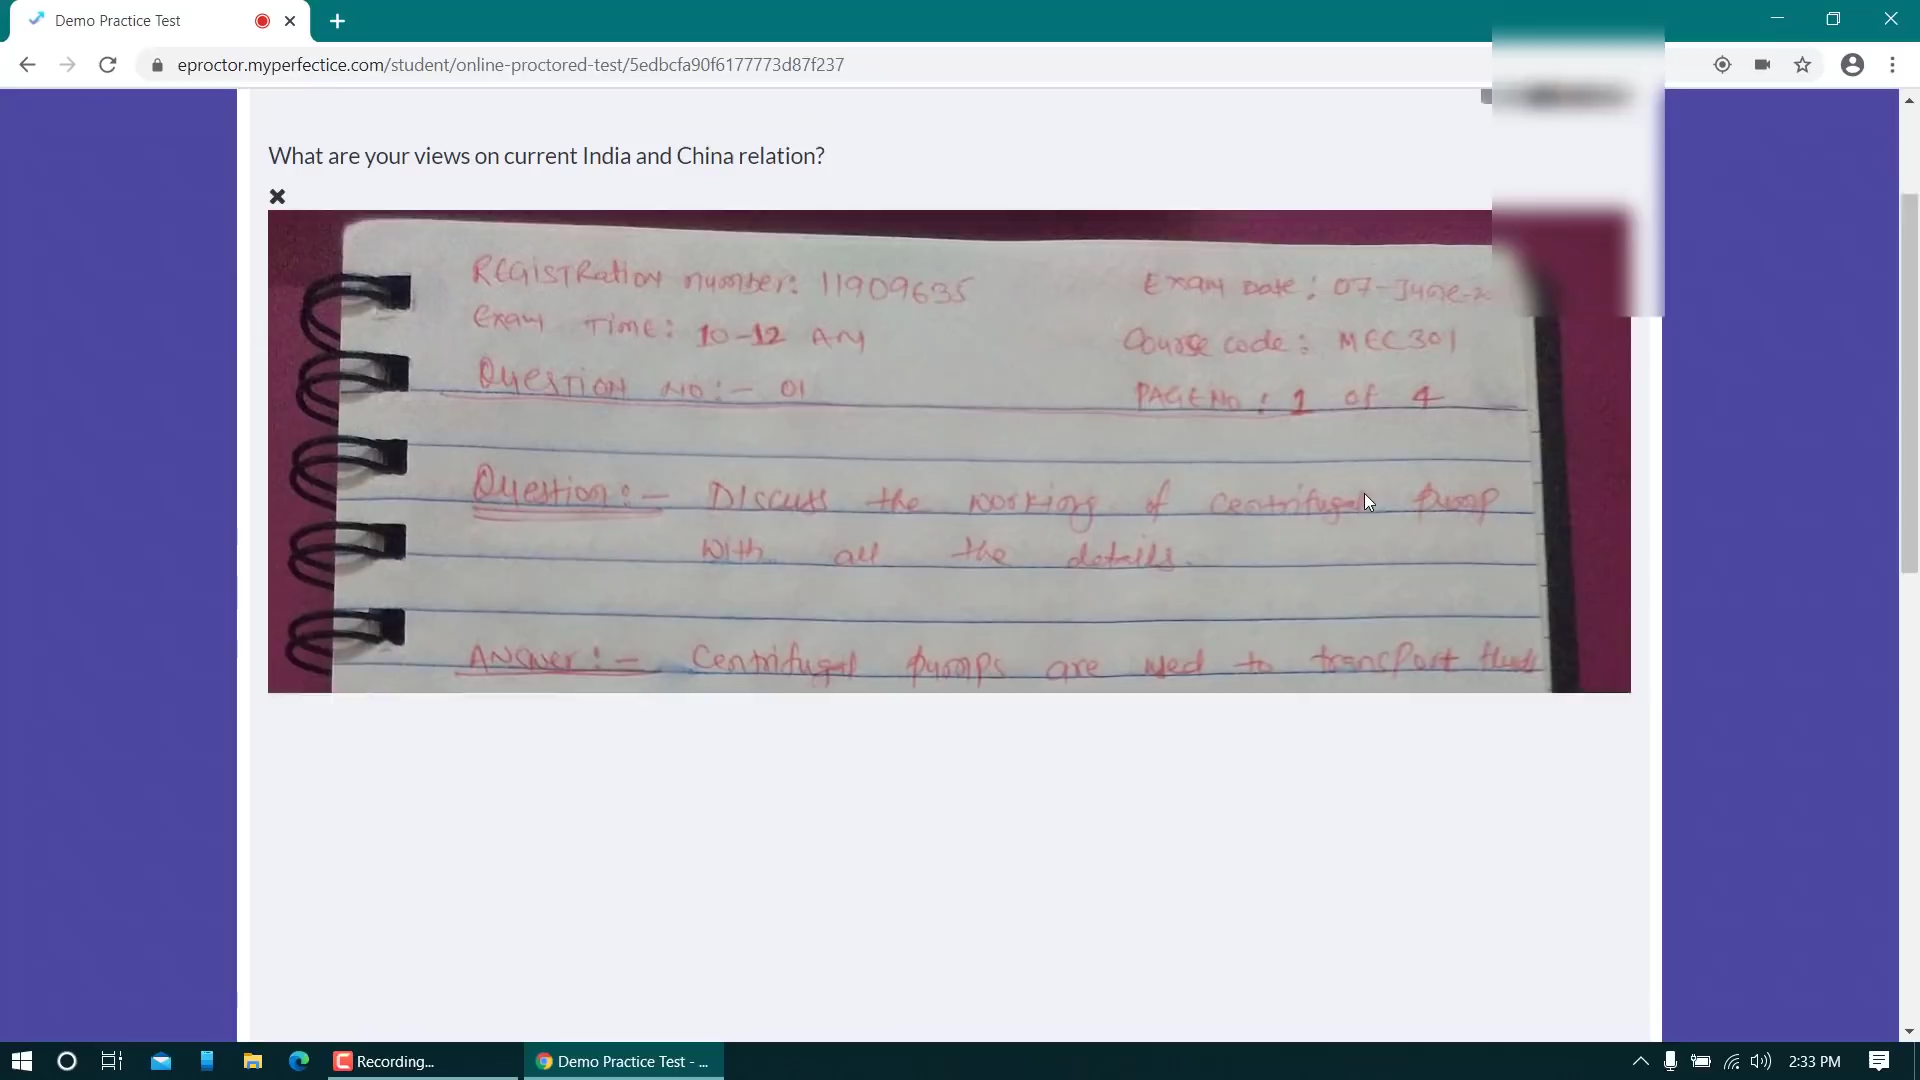 Demo Practice Test
eproctor.myperfectice.com/student/online-proctored-test/5edbcfa90f6177773d87f237
What are your views on current India and China relation?
Registration number: 11909635
Exam Date: 07-June-2
Exam Time: 10-12 AM
Course code: MEC301
Question No:- 01
PAGE No: 1 of 4
Question:- Discuss the working of centrifugal pump
with all the details.
Answer:- Centrifugal pumps are used to transport fluids
Recording...
Demo Practice Test - ...
2:33 PM